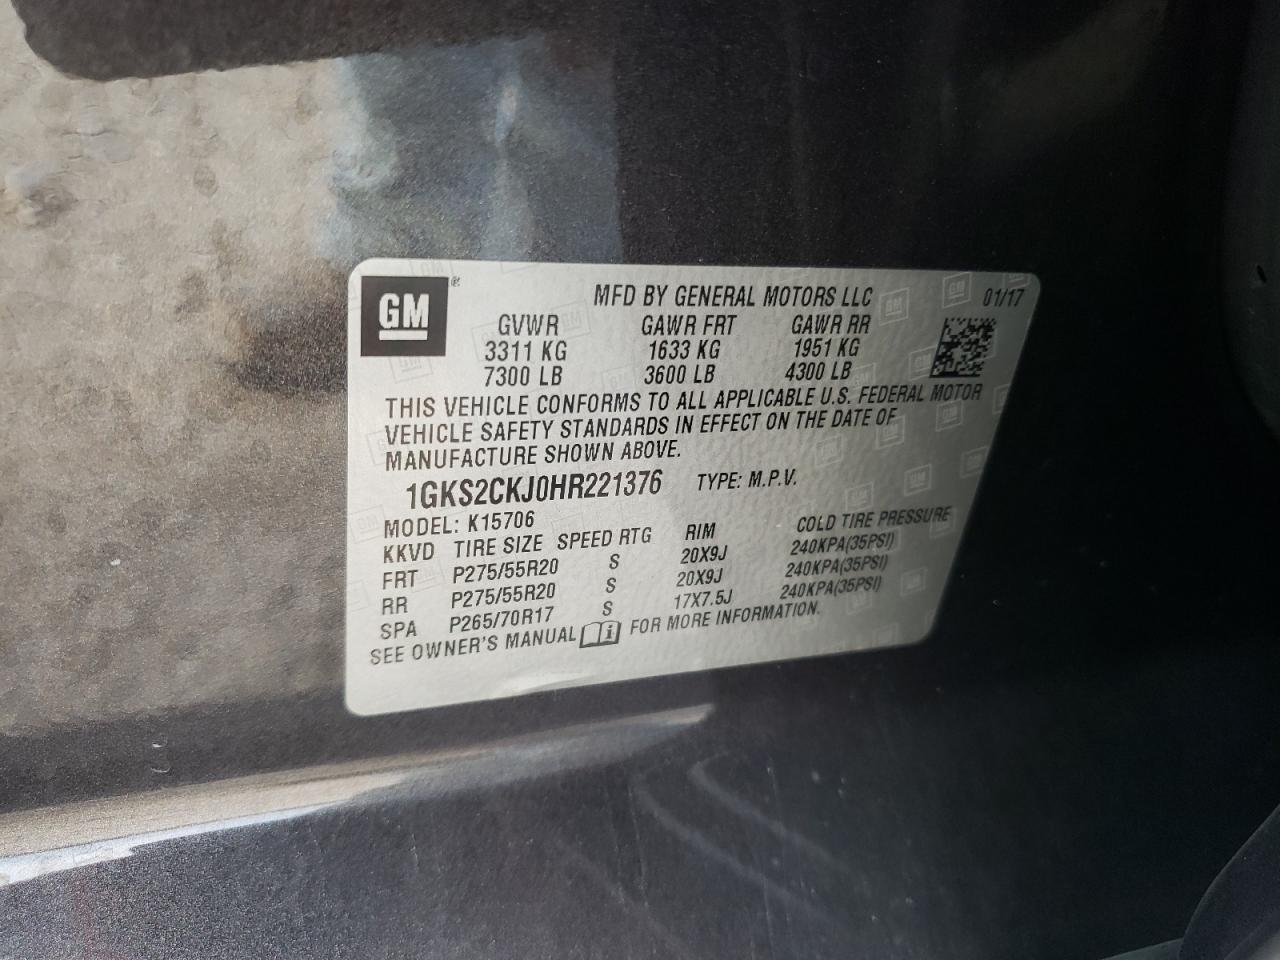 GM
®
MFD BY GENERAL MOTORS LLC 01/17
GVWR GAWR FRT GAWR RR
3311 KG 1633 KG 1951 KG
7300 LB 3600 LB 4300 LB
THIS VEHICLE CONFORMS TO ALL APPLICABLE U.S. FEDERAL MOTOR
VEHICLE SAFETY STANDARDS IN EFFECT ON THE DATE OF
MANUFACTURE SHOWN ABOVE.
1GKS2CKJ0HR221376 TYPE: M.P.V.
MODEL: K15706
KKVD TIRE SIZE SPEED RTG RIM COLD TIRE PRESSURE
FRT P275/55R20 S 20X9J 240KPA(35PSI)
RR P275/55R20 S 20X9J 240KPA(35PSI)
SPA P265/70R17 S 17X7.5J 240KPA(35PSI)
SEE OWNER'S MANUAL i FOR MORE INFORMATION.